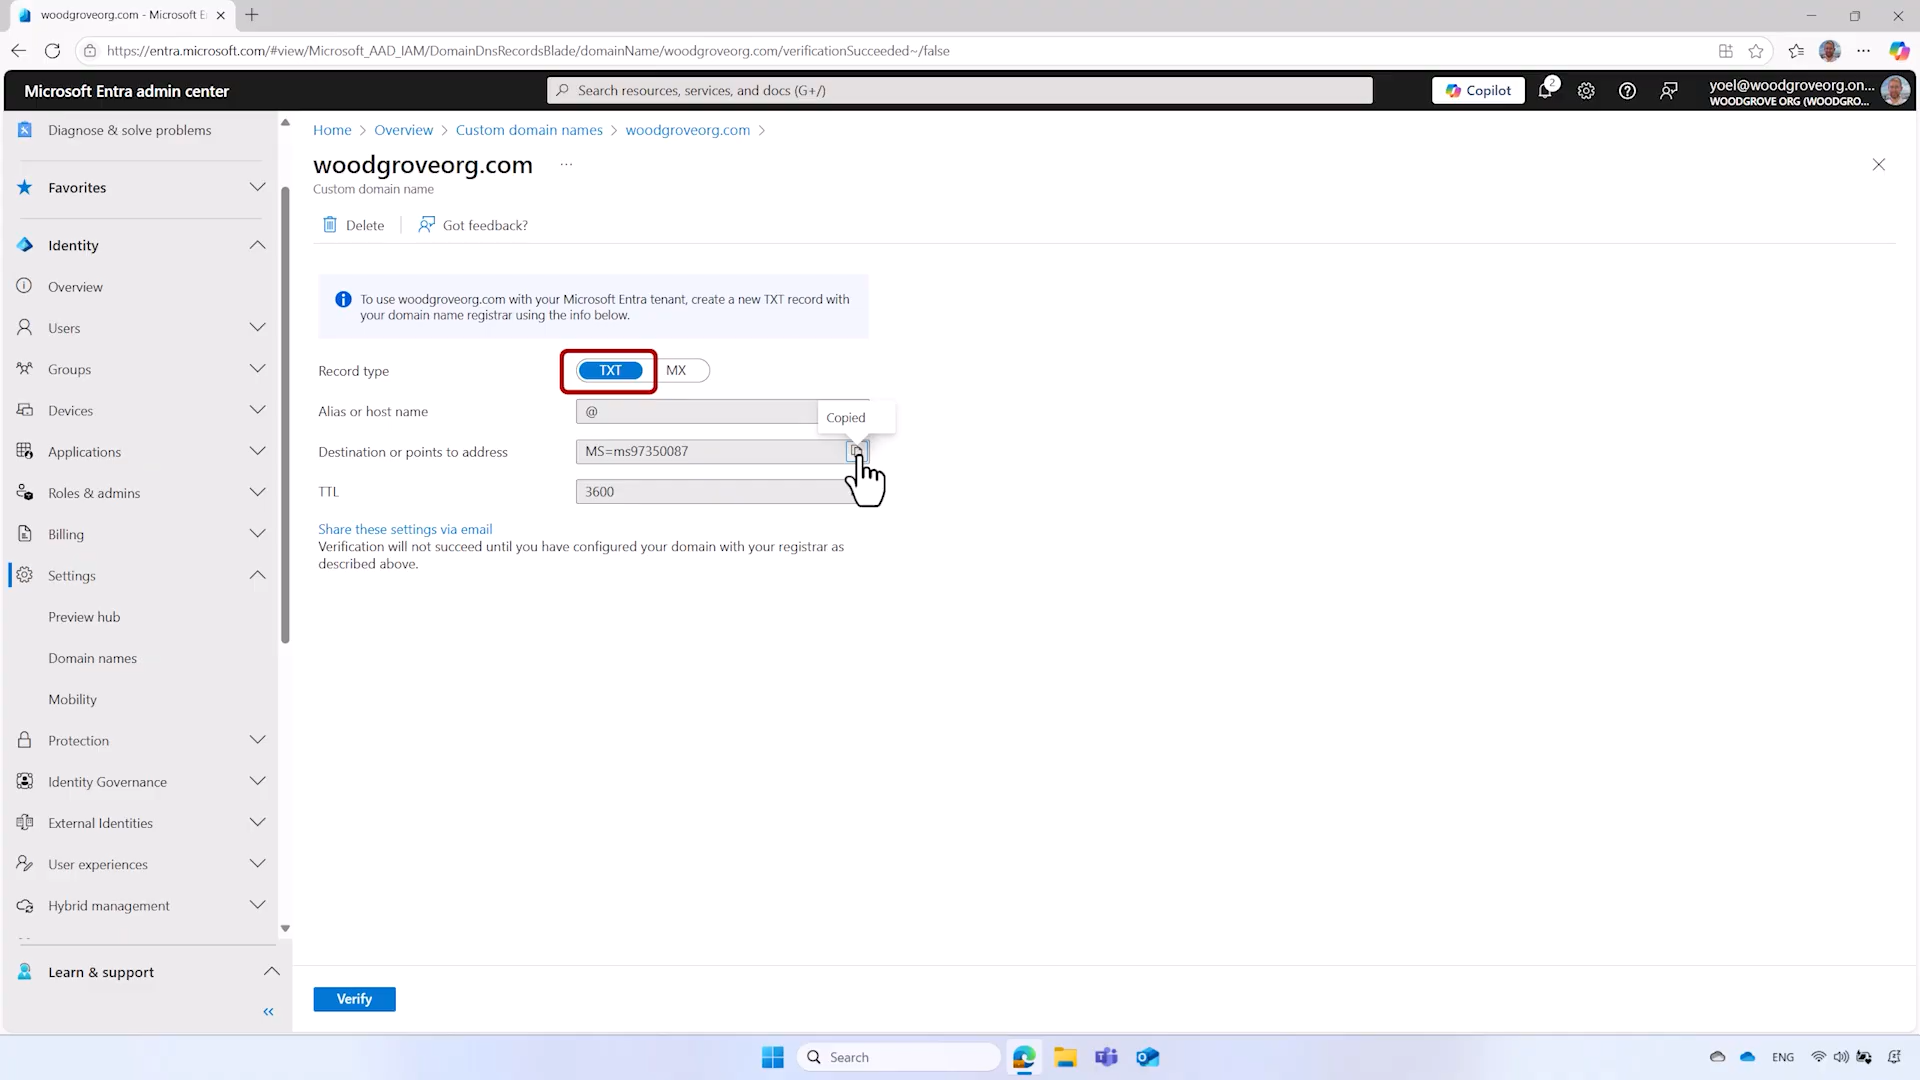 woodgroveorg.com - Microsoft E
https://entra.microsoft.com/#view/Microsoft_AAD_IAM/DomainDnsRecordsBlade/domainName/woodgroveorg.com/verificationSucceeded~/false
Microsoft Entra admin center
Search resources, services, and docs (G+/)
Copilot
2
yoel@woodgroveorg.on...
WOODGROVE ORG (WOODGRO...
Diagnose & solve problems
Favorites
Identity
Overview
Users
Groups
Devices
Applications
Roles & admins
Billing
Settings
Preview hub
Domain names
Mobility
Protection
Identity Governance
External Identities
User experiences
Hybrid management
Learn & support
Home > Overview > Custom domain names > woodgroveorg.com >
woodgroveorg.com ...
Custom domain name
Delete
Got feedback?
To use woodgroveorg.com with your Microsoft Entra tenant, create a new TXT record with
your domain name registrar using the info below.
Record type
TXT
MX
Alias or host name
@
Copied
Destination or points to address
MS=ms97350087
TTL
3600
Share these settings via email
Verification will not succeed until you have configured your domain with your registrar as
described above.
Verify
Search
ENG